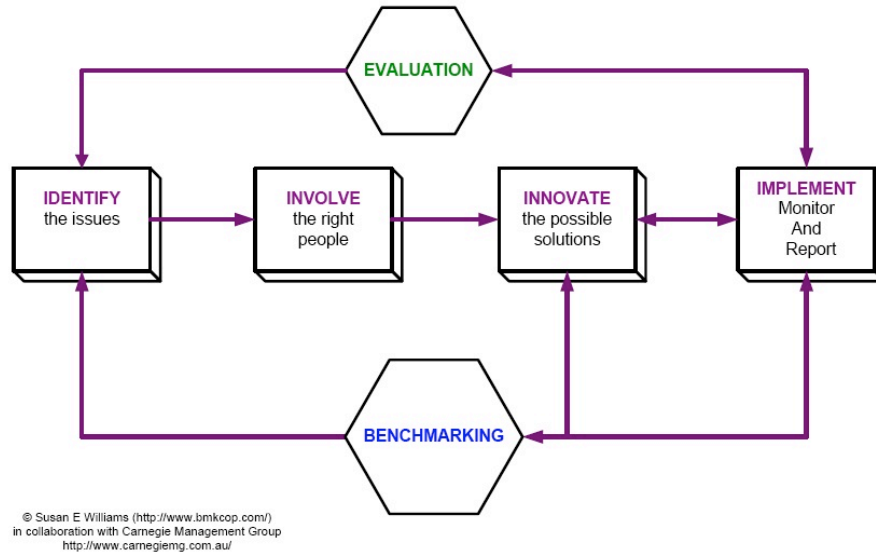 EVALUATION
IDENTIFY
the issues
INVOLVE
the right
people
INNOVATE
the possible
solutions
IMPLEMENT
Monitor
And
Report
BENCHMARKING
© Susan E Williams (http://www.bmkcop.com/)
in collaboration with Carnegie Management Group
http://www.carnegiemg.com.au/